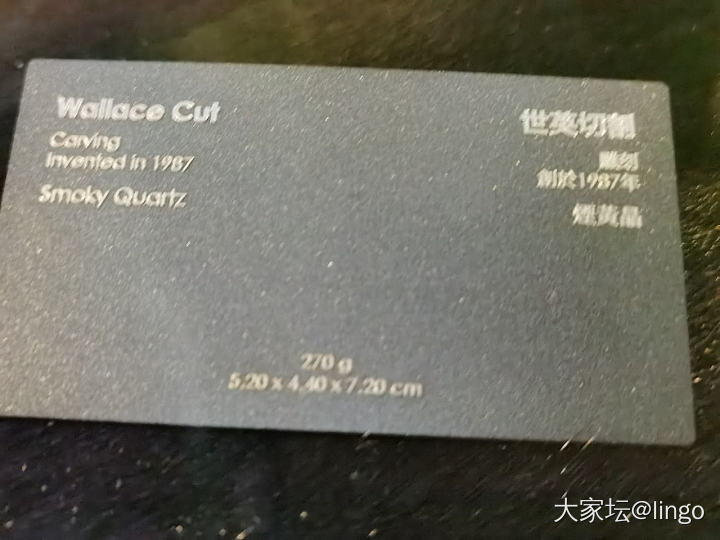 Wallace Cut
Carving
Invented in 1987
Smoky Quartz
世英切割
雕刻
創於1987年
煙黃晶
270 g
5.20 x 4.40 x 7.20 cm
大家坛@lingo